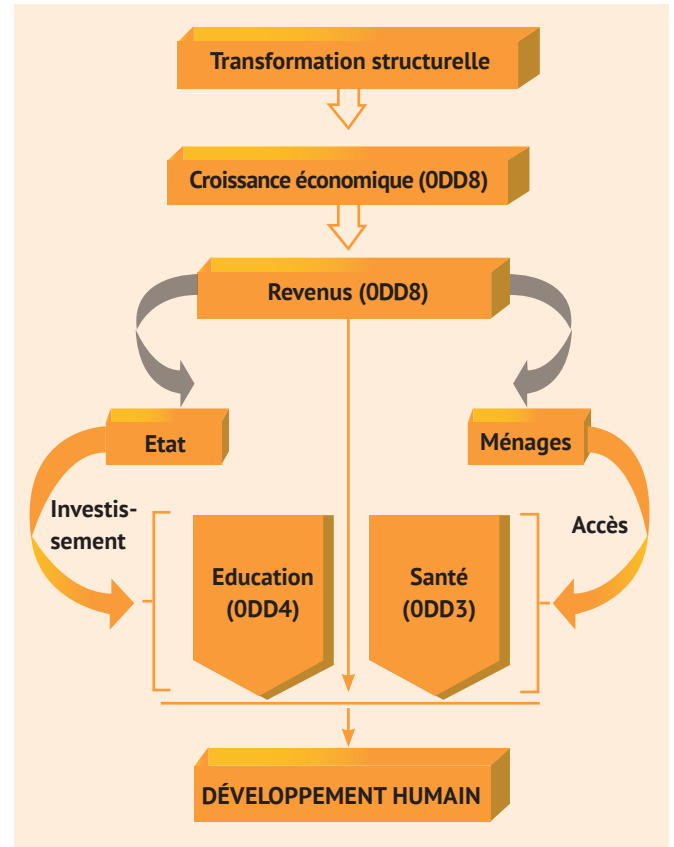 Transformation structurelle
Croissance économique (0DD8)
Revenus (0DD8)
Etat
Ménages
Investis-
sement
Accès
Education
(0DD4)
Santé
(0DD3)
DÉVELOPPEMENT HUMAIN